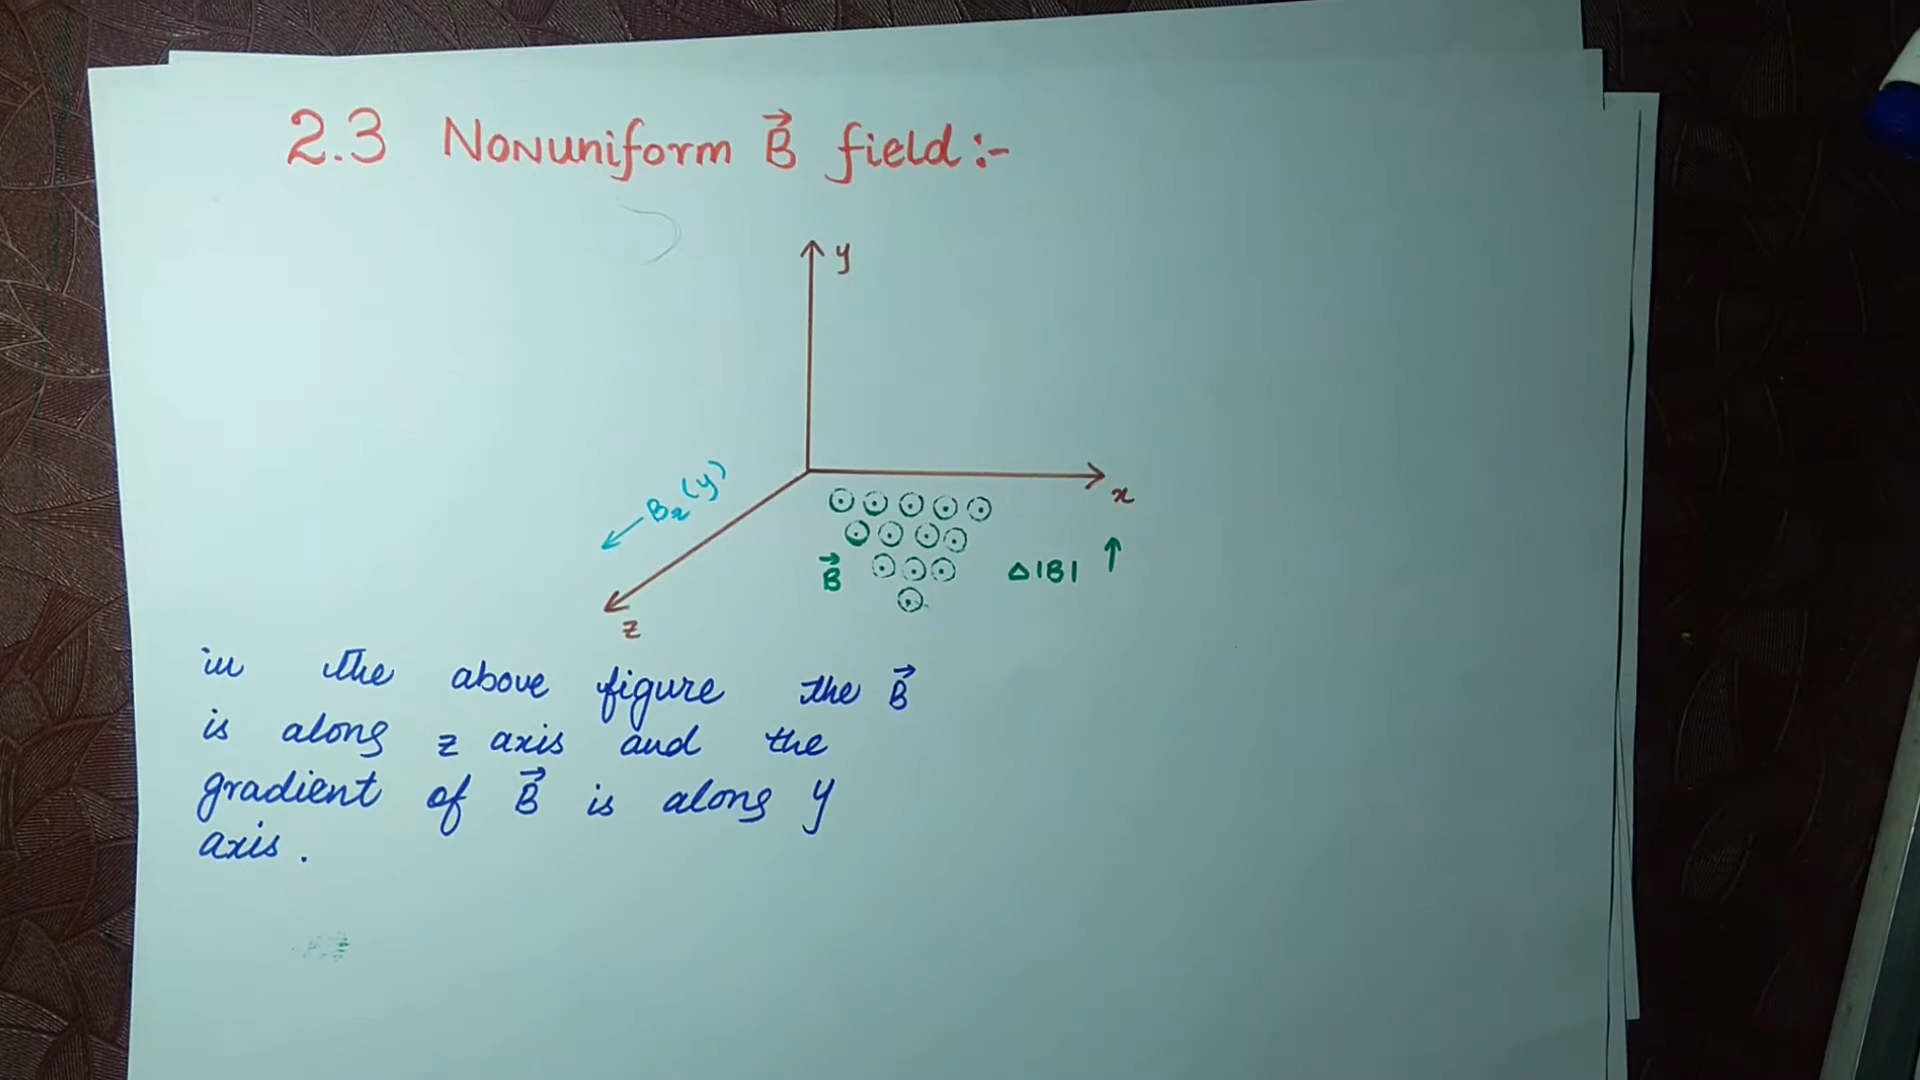 2.3 Nonuniform B⃗ field :-
y
x
B𝓏(y)
B⃗
Δ|B| ↑
z
in the above figure the B⃗
is along z axis and the
gradient of B⃗ is along y
axis.